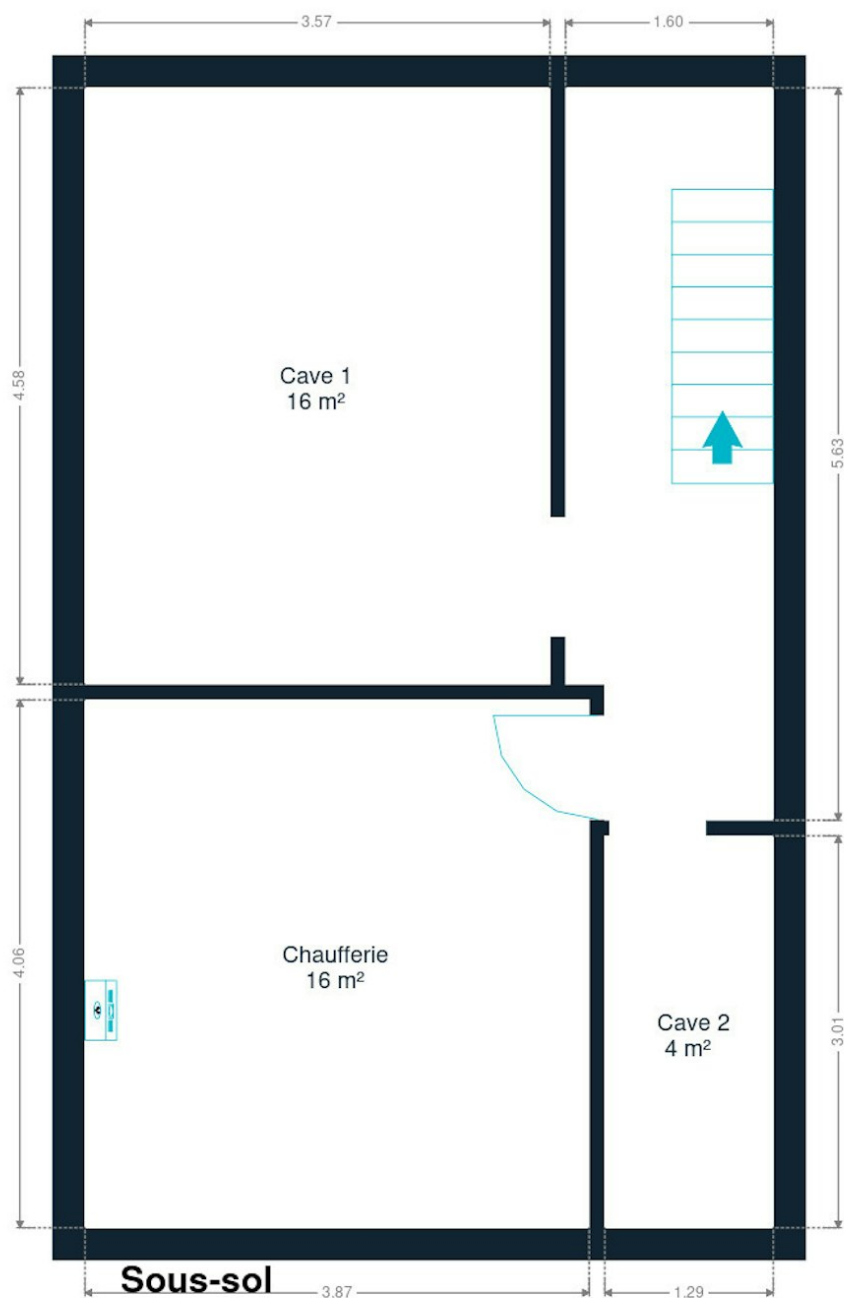 3.57
1.60
4.58
Cave 1
16 m²
5.63
4.06
Chaufferie
16 m²
Cave 2
4 m²
3.01
Sous-sol
3.87
1.29